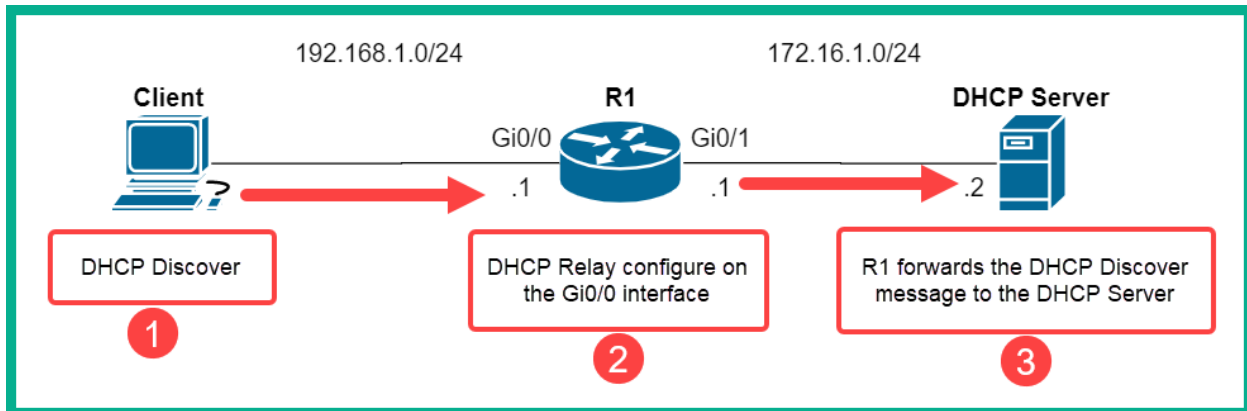 192.168.1.0/24
172.16.1.0/24
Client
R1
DHCP Server
Gi0/0
Gi0/1
?
.1
.1
.2
DHCP Discover
DHCP Relay configure on
the Gi0/0 interface
R1 forwards the DHCP Discover
message to the DHCP Server
1
2
3